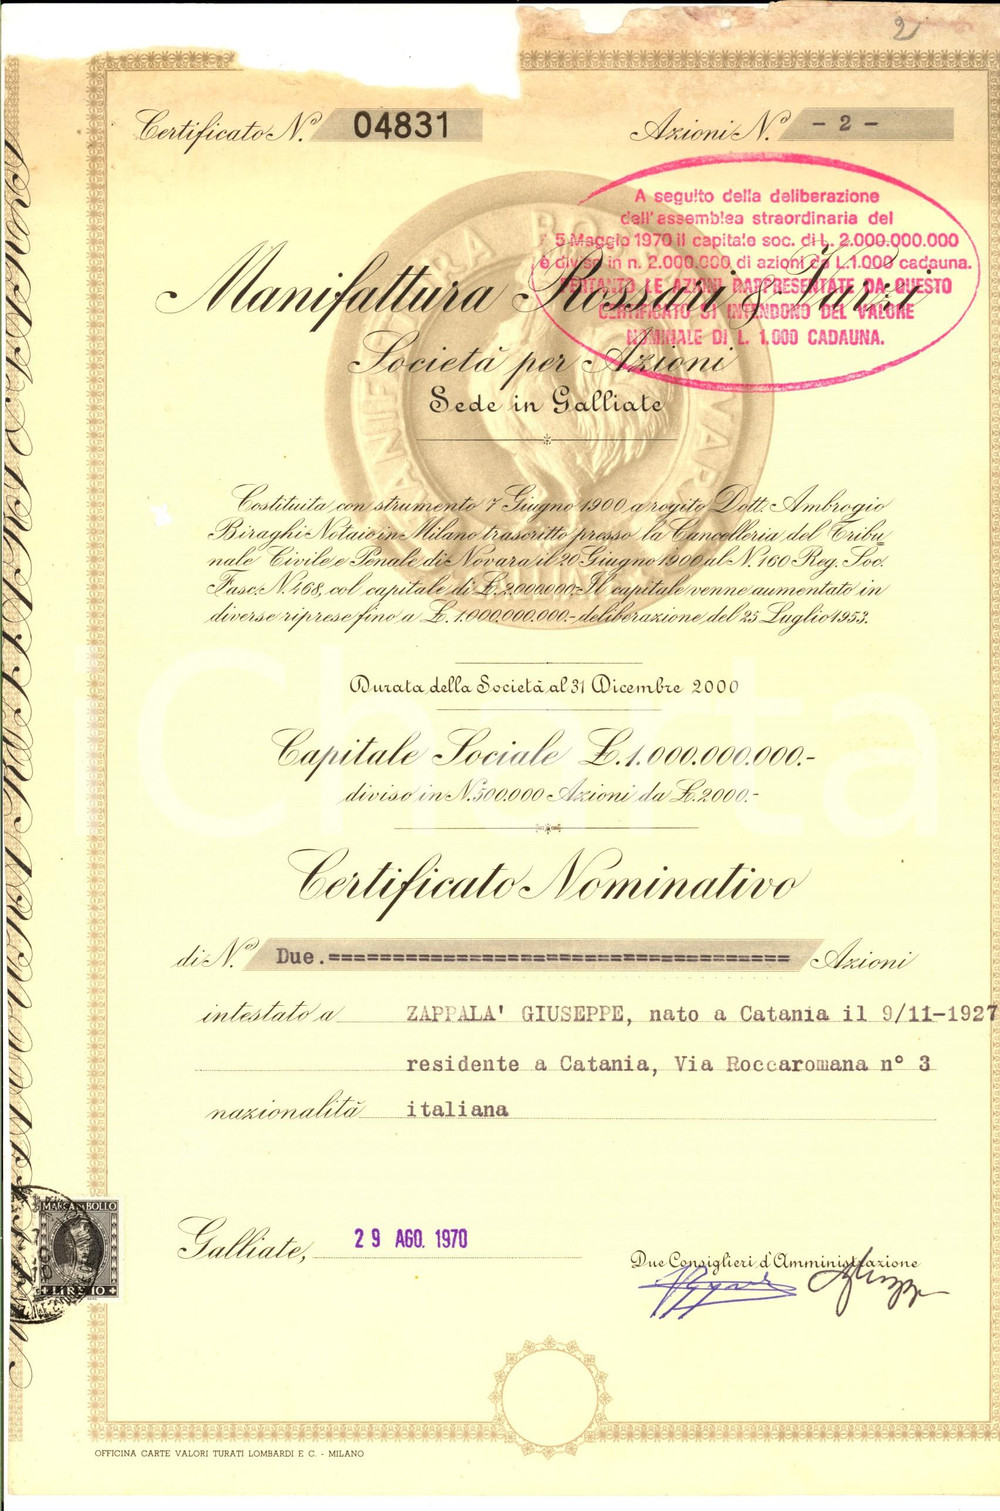 2
Certificato N.º 04831
Azioni N.º - 2 -
A seguito della deliberazione
dell'assemblea straordinaria del
5 Maggio 1970 il capitale soc. di L. 2.000.000.000
è diviso in n. 2.000.000 di azioni da L. 1.000 cadauna.
PERTANTO LE AZIONI RAPPRESENTATE DA QUESTO
CERTIFICATO SI INTENDONO DEL VALORE
NOMINALE DI L. 1.000 CADAUNA.
Manifattura Rossari & Varzi
Società per Azioni
Sede in Galliate
Costituita con strumento 7 Giugno 1900 a rogito Dott. Ambrogio
Biraghi Notaio in Milano trascritto presso la Cancelleria del Tribu
nale Civile e Penale di Novara il 20 Giugno 1900 al N. 160 Reg. Soc.
Fasc. N. 168, col capitale di £. 2.000.000.- Il capitale venne aumentato in
diverse riprese fino a £. 1.000.000.000.- deliberazione del 25 Luglio 1953.
Durata della Società al 31 Dicembre 2000
Capitale Sociale £. 1.000.000.000.-
diviso in N. 500.000 Azioni da £. 2000.-
iCharta
Certificato Nominativo
di N.º Due.==================================== Azioni
intestato a ZAPPALA' GIUSEPPE, nato a Catania il 9/11-1927
residente a Catania, Via Roccaromana n° 3
nazionalità italiana
MARCA DA BOLLO
LIRE 10
Galliate, 29 AGO. 1970
Due Consiglieri d'Amministrazione
OFFICINA CARTE VALORI TURATI LOMBARDI E C. - MILANO